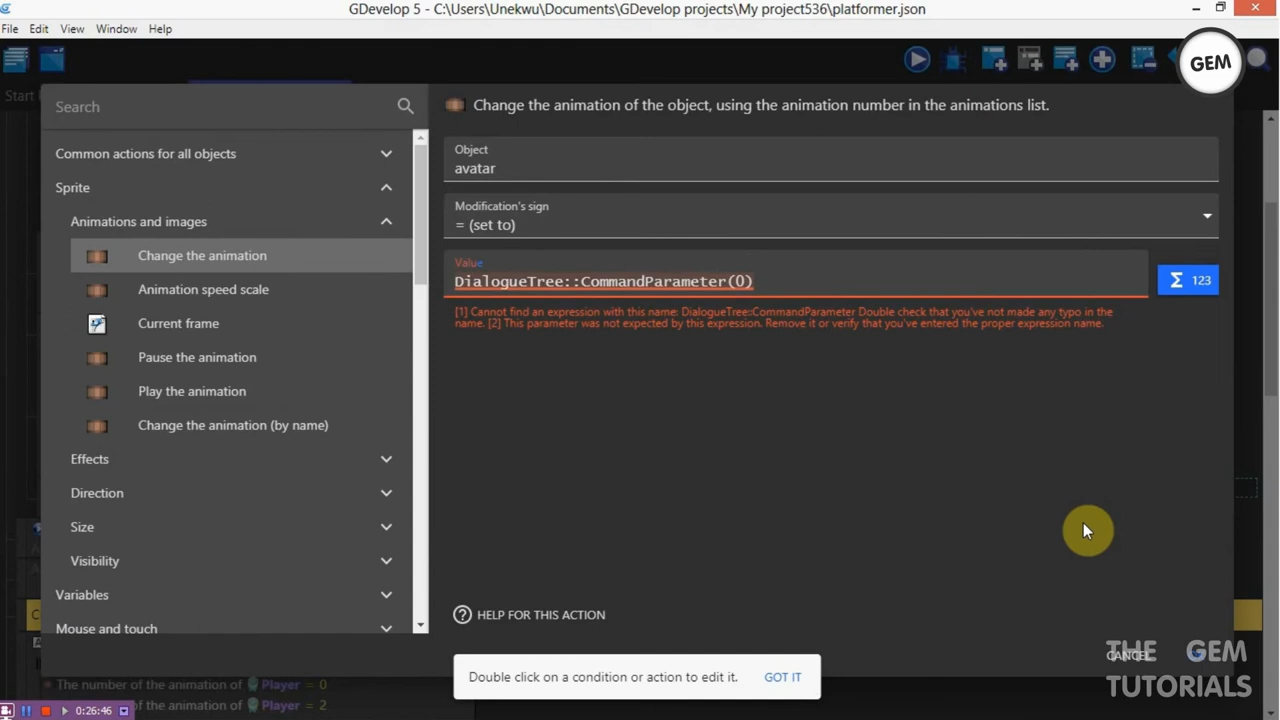 GDevelop 5 - C:\Users\Unekwu\Documents\GDevelop projects\My project536\platformer.json
File Edit View Window Help
GEM
Start
Search
Change the animation of the object, using the animation number in the animations list.
Common actions for all objects
Object
avatar
Sprite
Modification's sign
= (set to)
Animations and images
Change the animation
Value
DialogueTree::CommandParameter(0)
Σ 123
Animation speed scale
[1] Cannot find an expression with this name: DialogueTree::CommandParameter Double check that you've not made any typo in the
name. [2] This parameter was not expected by this expression. Remove it or verify that you've entered the proper expression name.
Current frame
Pause the animation
Play the animation
Change the animation (by name)
Effects
Direction
Size
Visibility
Variables
Mouse and touch
? HELP FOR THIS ACTION
CANCEL
THE GEM
TUTORIALS
Double click on a condition or action to edit it. GOT IT
The number of the animation of Player = 0
of the animation of Player = 2
0:26:46